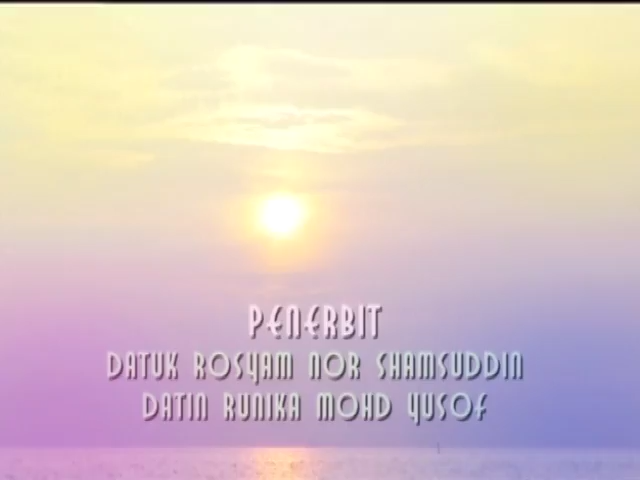 PENERBIT
DATUK ROSYAM NOR SHAMSUDDIN
DATIN RUNIKA MOHD YUSOF